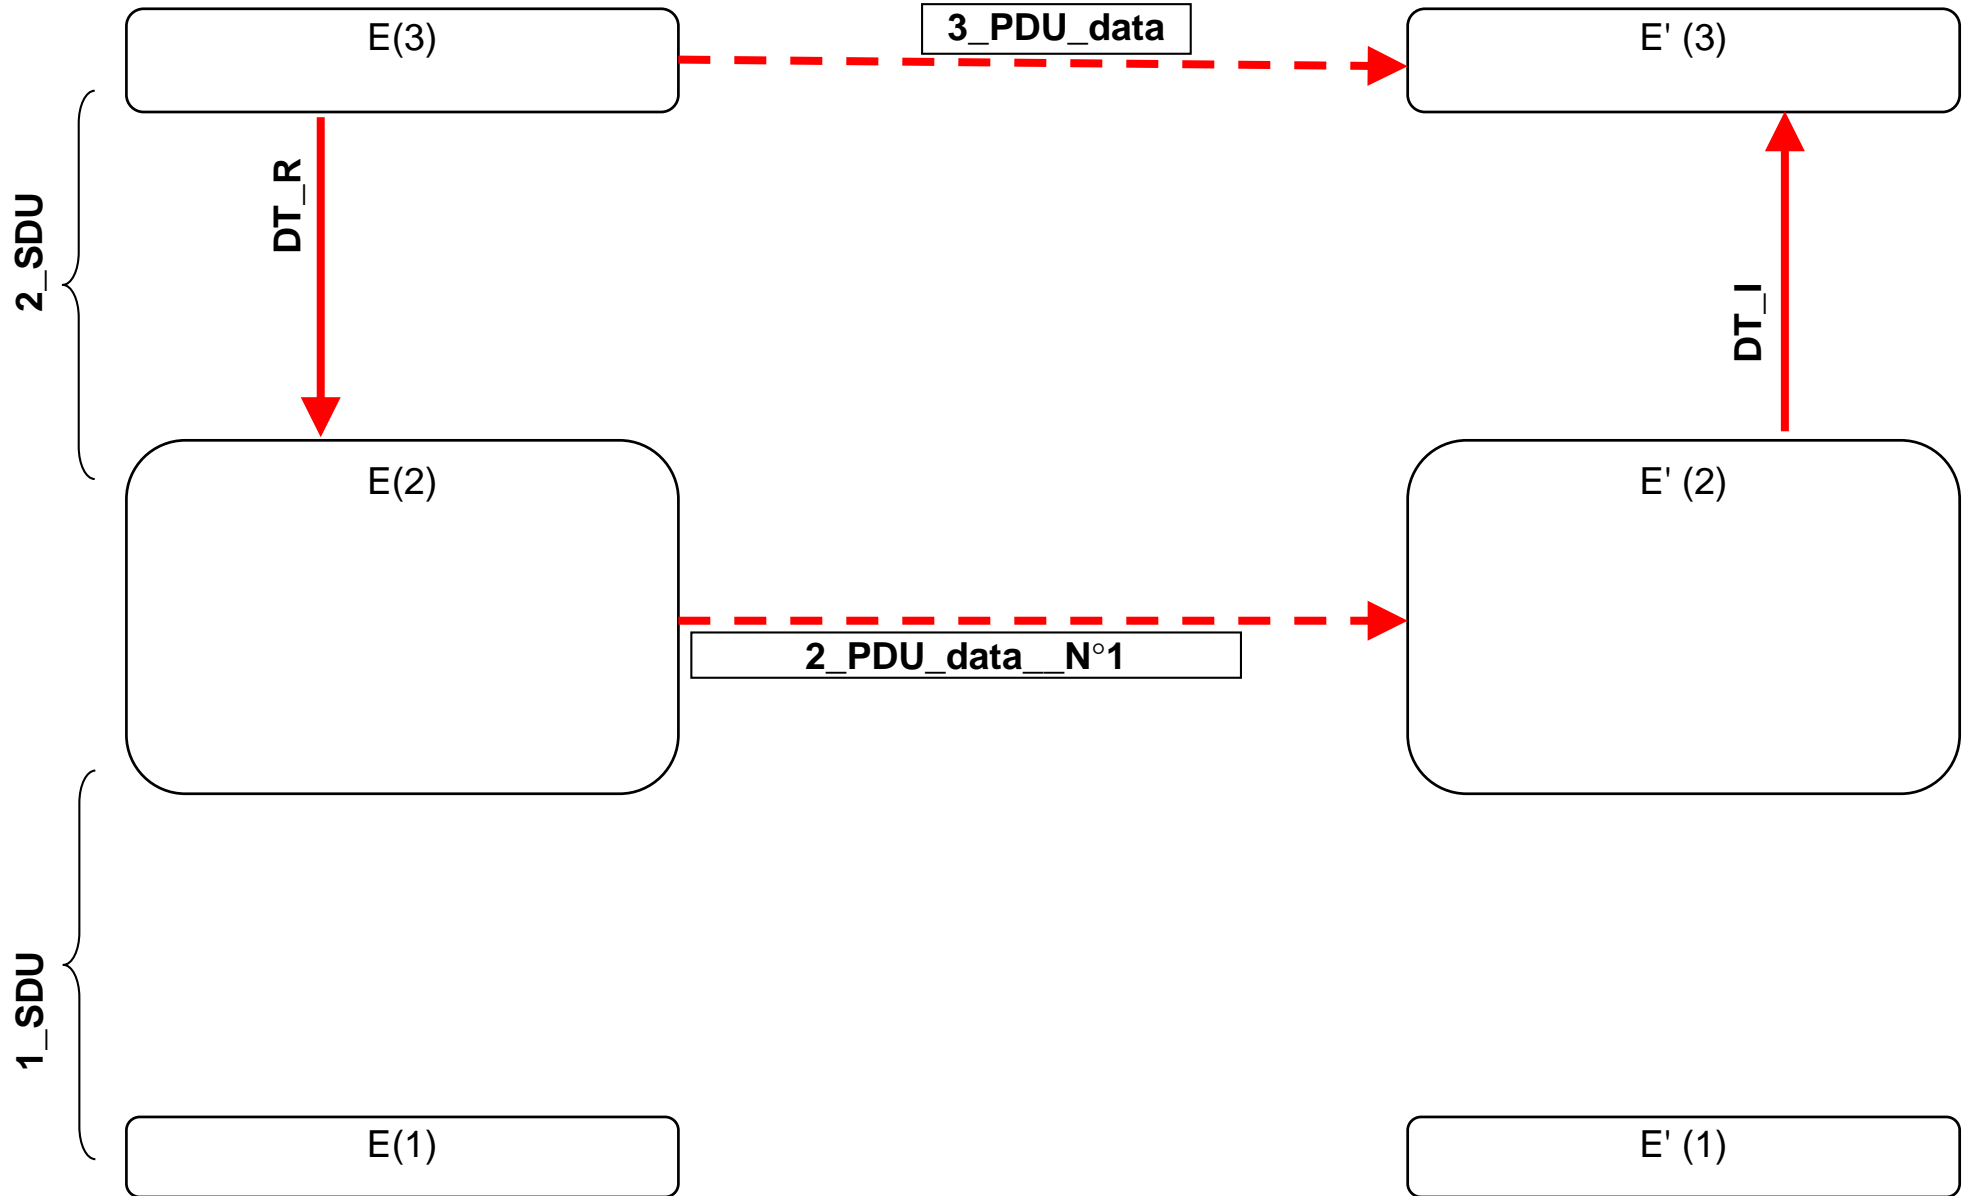 E(3)
3_PDU_data
E' (3)
2_SDU
DT_R
DT_I
E(2)
E' (2)
2_PDU_data__N°1
1_SDU
E(1)
E' (1)